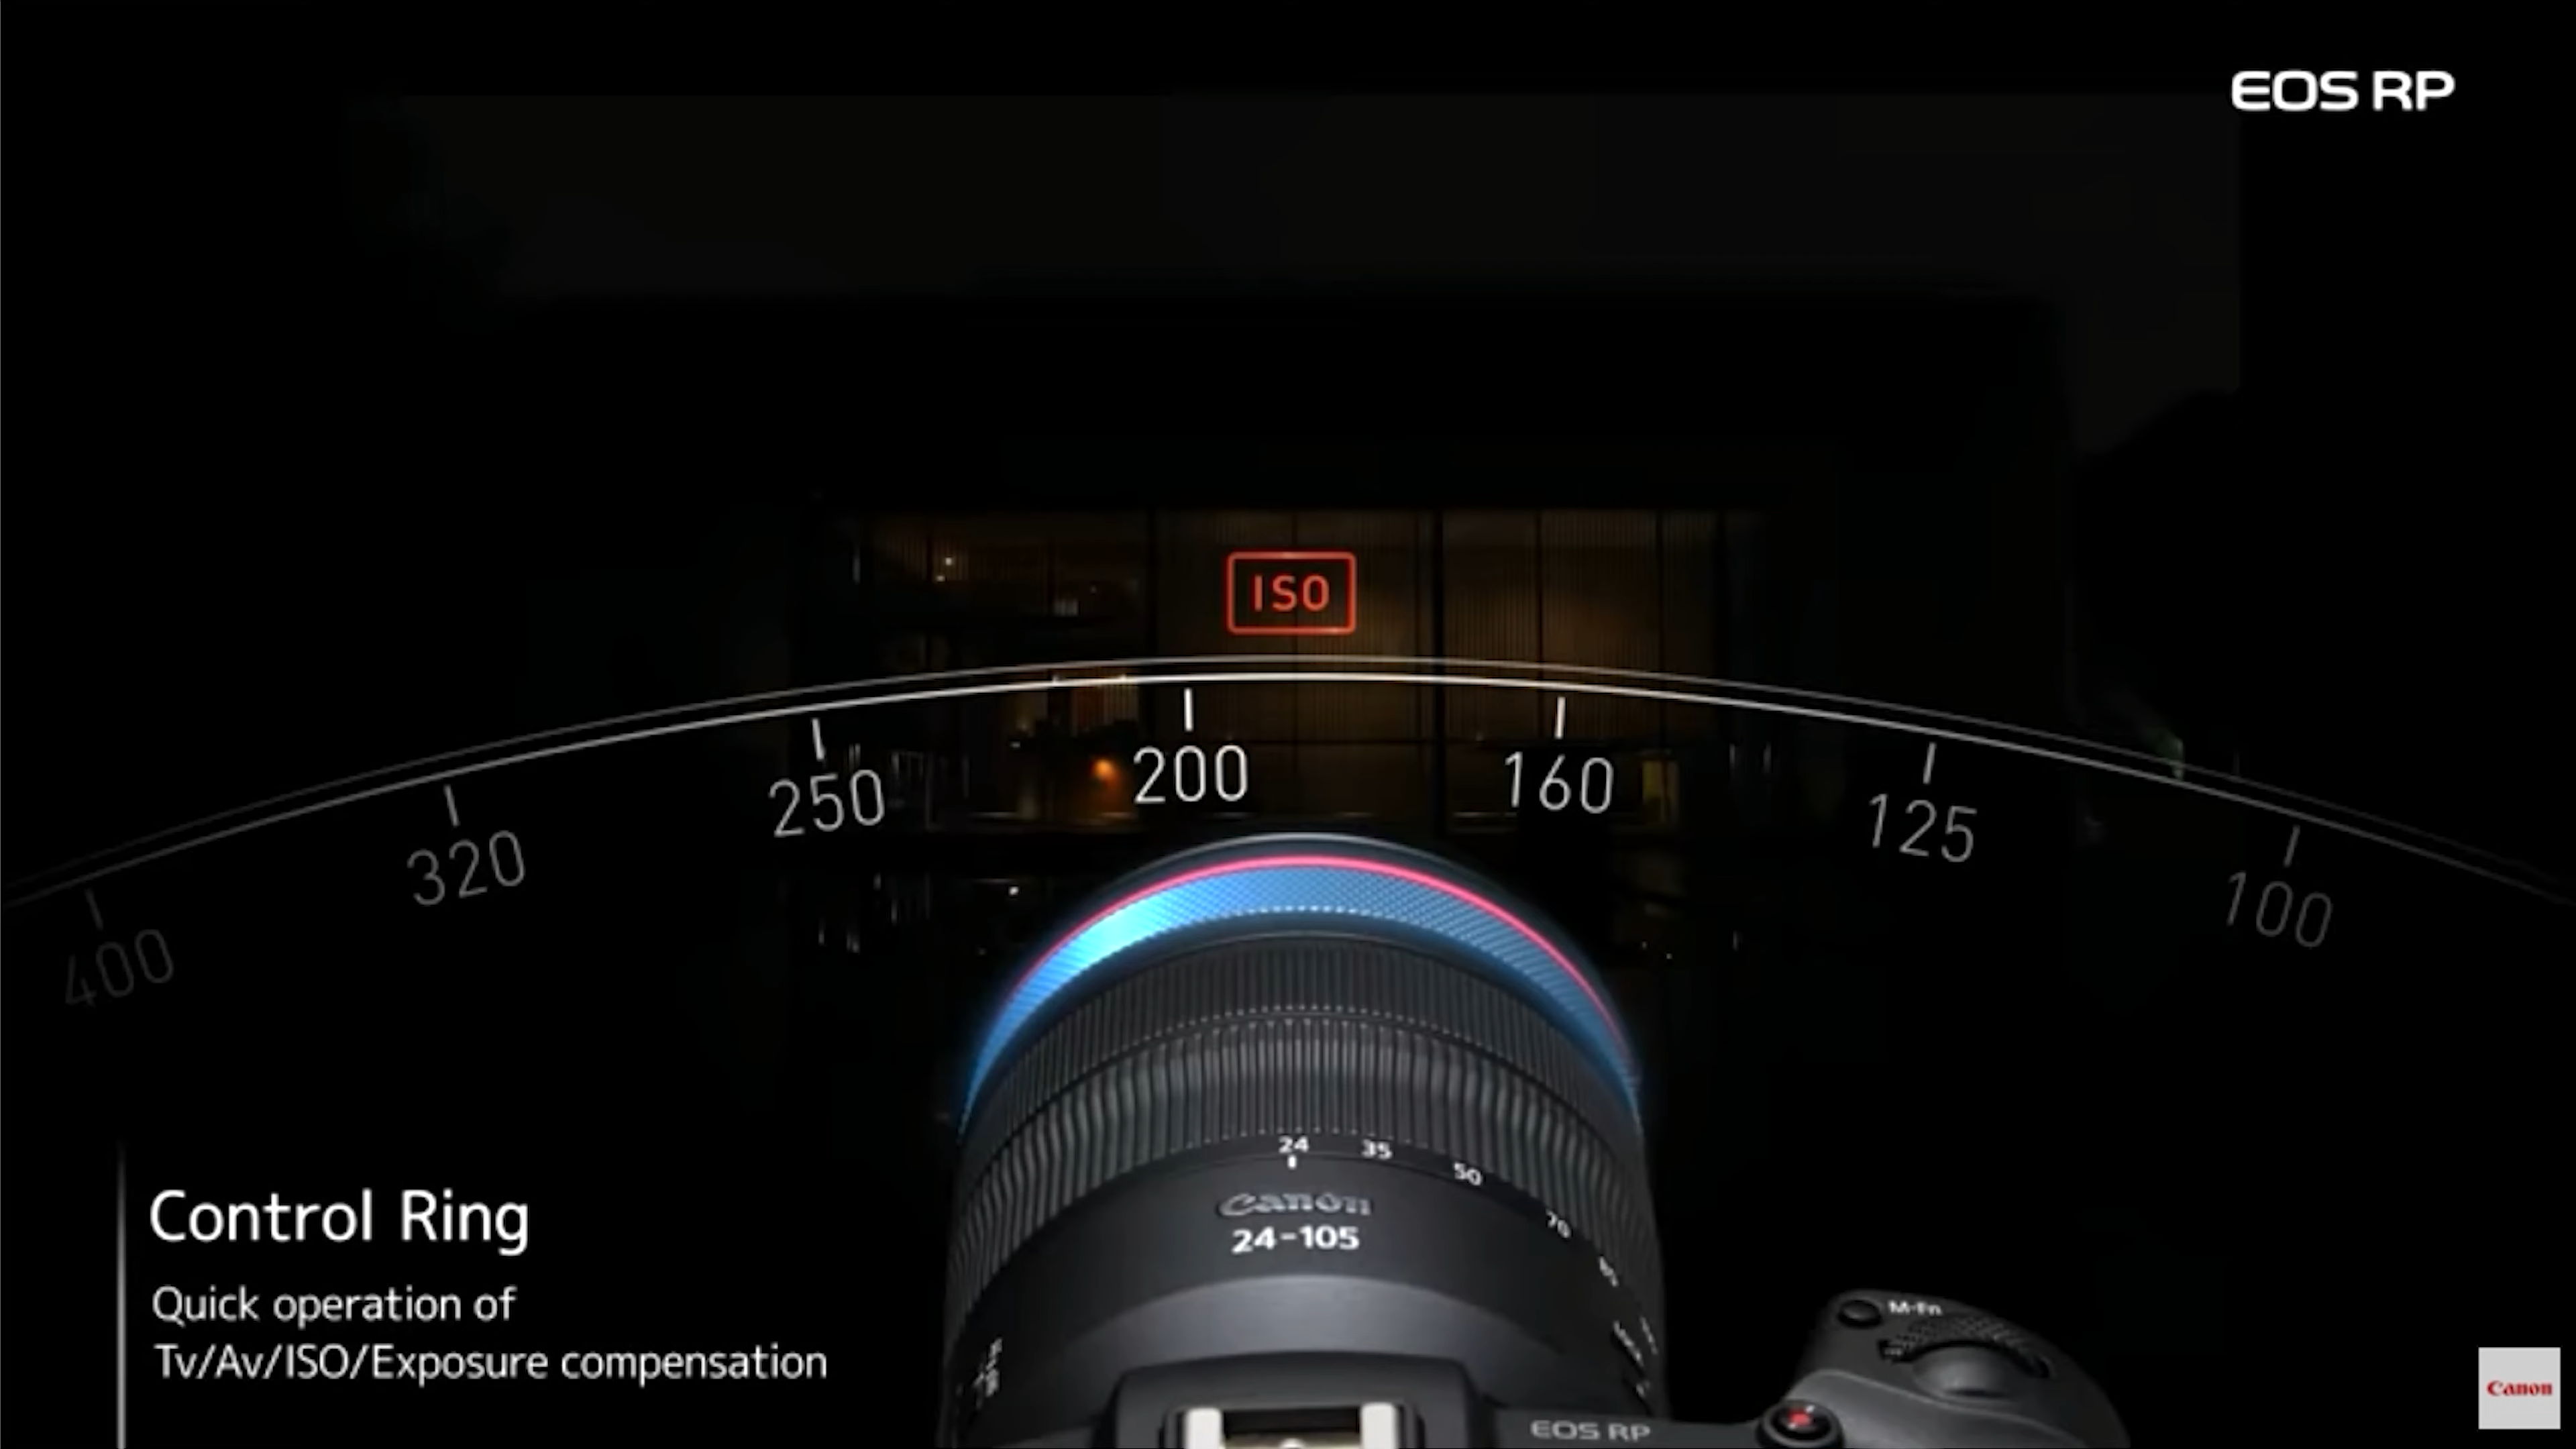 EOS RP
ISO
400 320 250 200 160 125 100
24 35 50 70
Canon
24-105
Control Ring
Quick operation of
Tv/Av/ISO/Exposure compensation
M-Fn
EOS RP
Canon